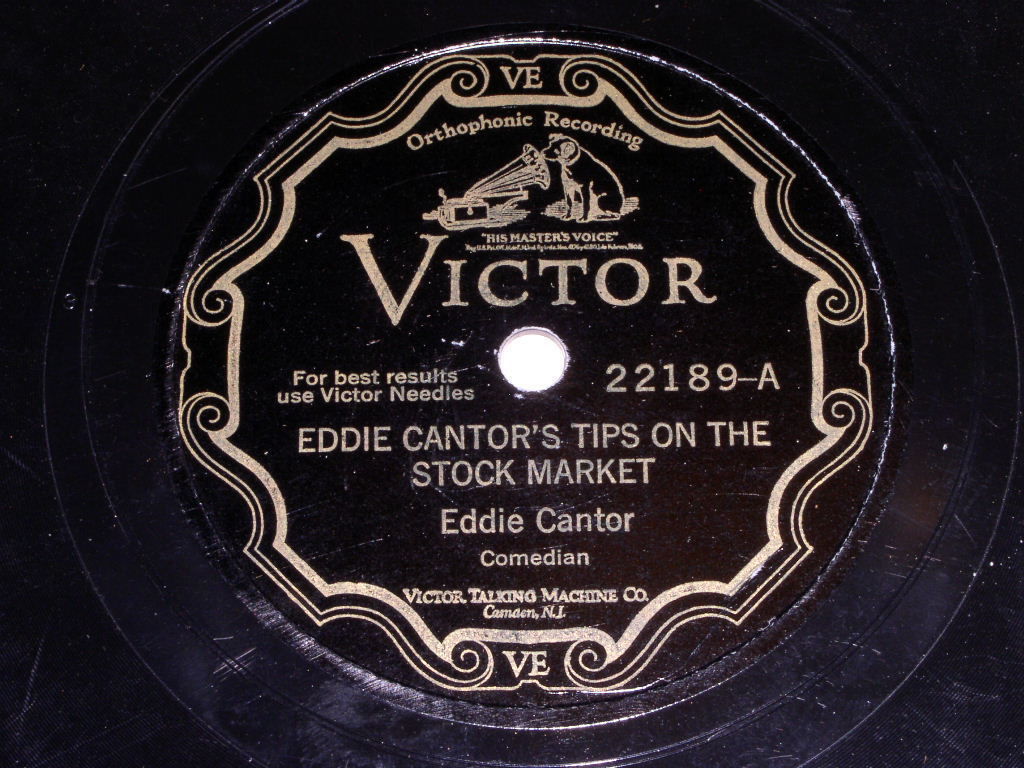 VE
Orthophonic Recording
"HIS MASTER'S VOICE"
VICTOR
For best results
use Victor Needles
22189-A
EDDIE CANTOR'S TIPS ON THE
STOCK MARKET
Eddie Cantor
Comedian
VICTOR TALKING MACHINE CO.
Camden, N.J.
VE